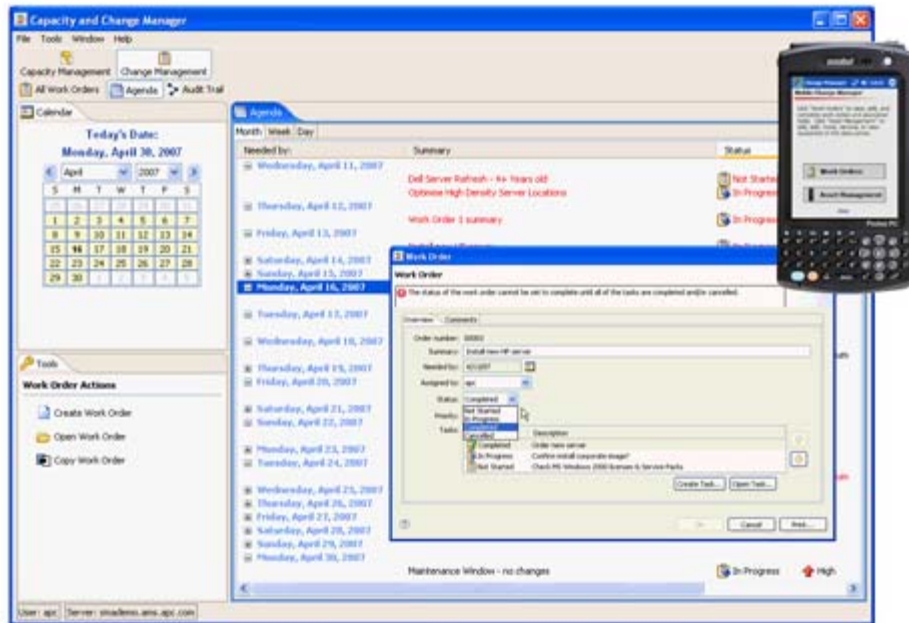 Capacity and Change Manager
File Tools Window Help
Capacity Management Change Management
All Work Orders Agenda Audit Trail
Calendar
Today's Date:
Monday, April 30, 2007
April 2007
S M T W T F S
1 2 3 4 5 6 7
8 9 10 11 12 13 14
15 16 17 18 19 20 21
22 23 24 25 26 27 28
29 30
Tools
Work Order Actions
Create Work Order
Open Work Order
Copy Work Order
Agenda
Month Week Day
Needed by: Summary Status
Wednesday, April 11, 2007
Dell Server Refresh - 4+ Years old Not Started
Optimise High Density Server Locations In Progress
Thursday, April 12, 2007
Work Order 1 summary In Progress
Friday, April 13, 2007
Saturday, April 14, 2007
Sunday, April 15, 2007
Monday, April 16, 2007
Tuesday, April 17, 2007
Wednesday, April 18, 2007
Thursday, April 19, 2007
Friday, April 20, 2007
Saturday, April 21, 2007
Sunday, April 22, 2007
Monday, April 23, 2007
Tuesday, April 24, 2007
Wednesday, April 25, 2007
Thursday, April 26, 2007
Friday, April 27, 2007
Saturday, April 28, 2007
Sunday, April 29, 2007
Monday, April 30, 2007
Maintenance Window - no changes In Progress High
Work Order
Work Order
The status of the work order cannot be set to complete until all of the tasks are completed and/or cancelled.
Overview Comments
Order number:
Summary: Install new HP server
Needed by:
Assigned to: apc
Status: Completed
Not Started
In Progress
Completed
Cancelled
Priority:
Tasks:
Description
Completed Order new server
In Progress Confirm install corporate image?
Not Started Check MS Windows 2000 licenses & Service Packs
Create Task... Open Task...
Cancel Print...
Mobile Change Manager
Work Orders
Asset Management
Pocket PC
User: apc Server: smademo.ams.apc.com